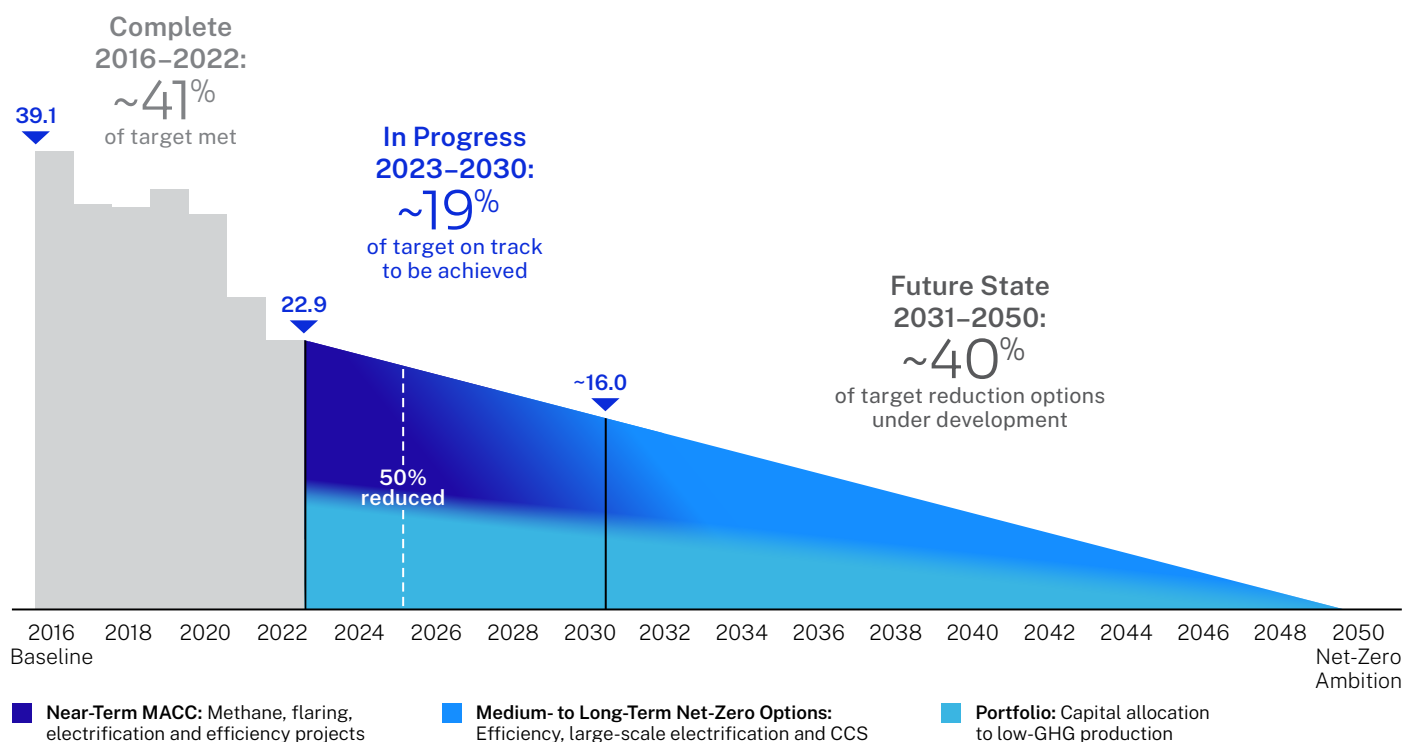 Complete
2016–2022:
~41%
of target met
39.1
In Progress
2023–2030:
~19%
of target on track
to be achieved
22.9
Future State
2031–2050:
~40%
of target reduction options
under development
~16.0
50%
reduced
2016 2018 2020 2022 2024 2026 2028 2030 2032 2034 2036 2038 2040 2042 2044 2046 2048 2050
Baseline
Net-Zero
Ambition
Near-Term MACC: Methane, flaring,
electrification and efficiency projects
Medium- to Long-Term Net-Zero Options:
Efficiency, large-scale electrification and CCS
Portfolio: Capital allocation
to low-GHG production